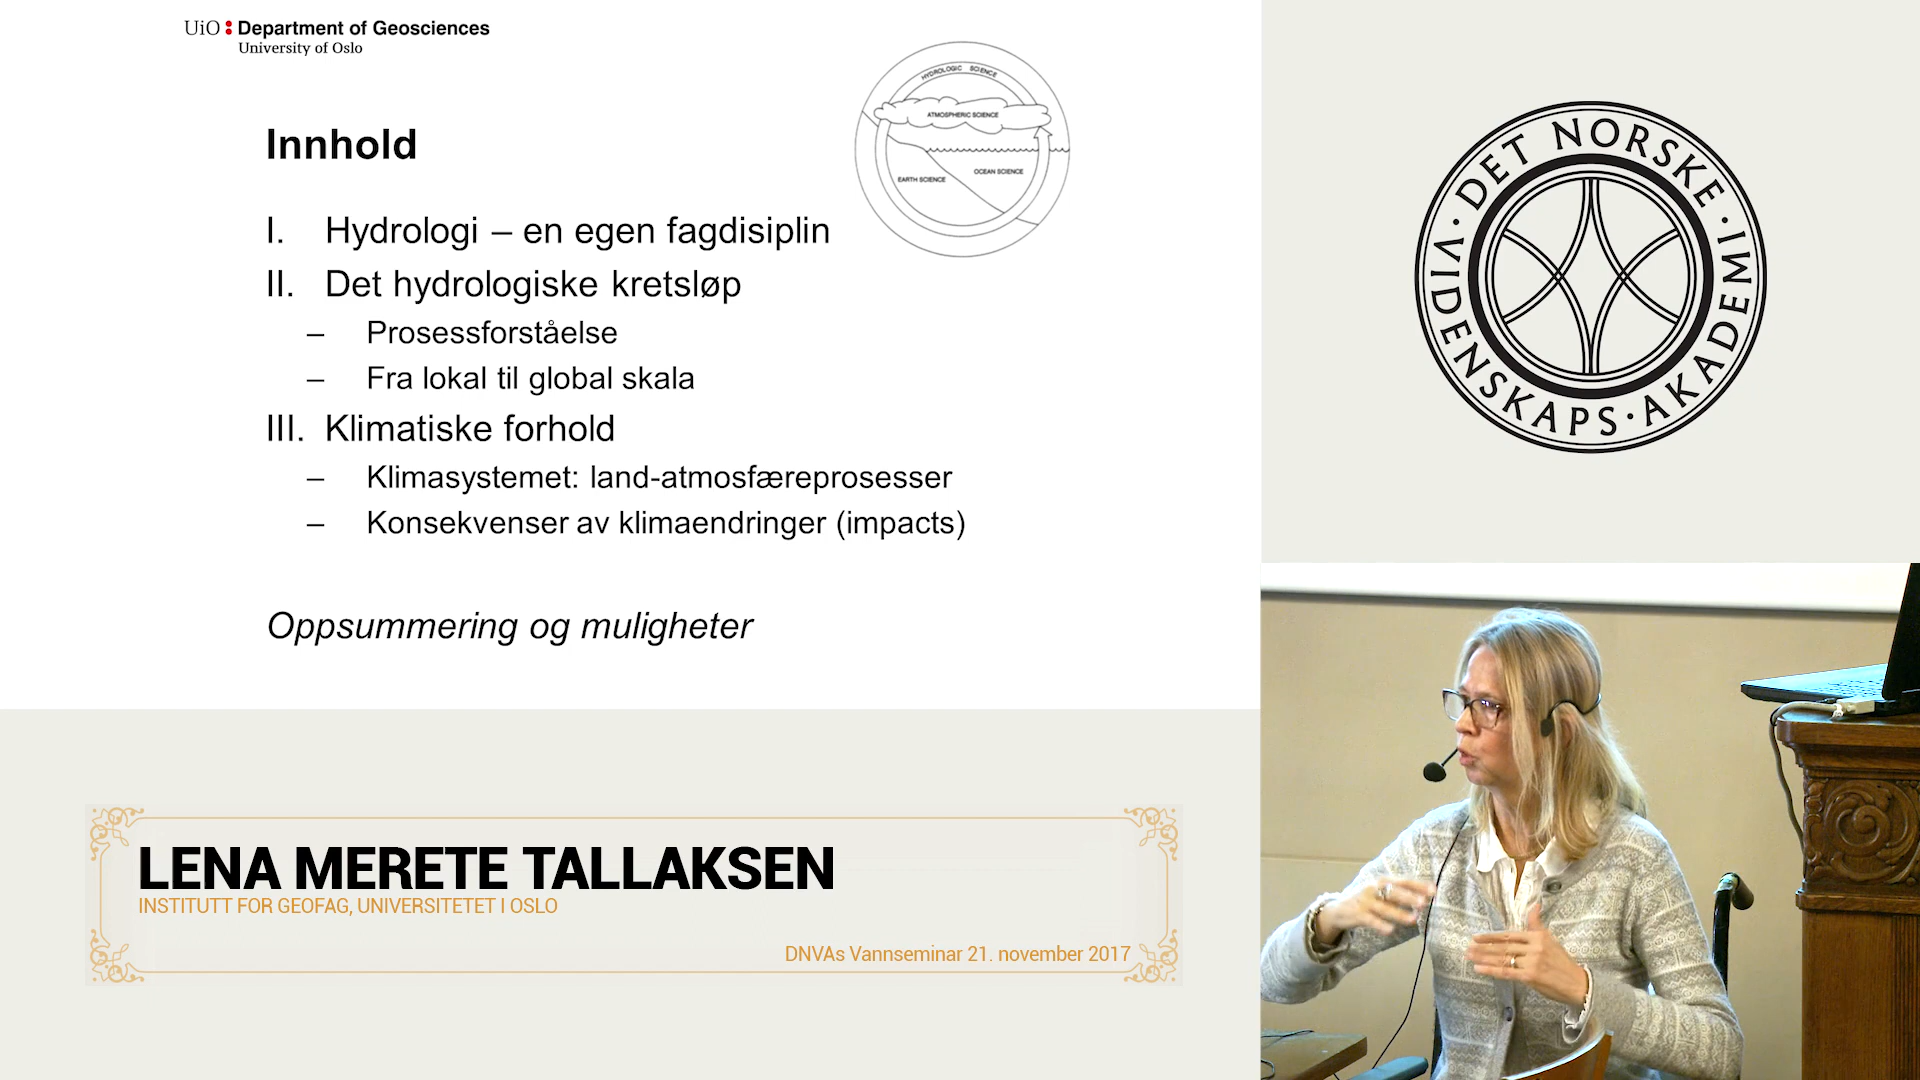 UiO Department of Geosciences
University of Oslo
HYDROLOGIC SCIENCE
ATMOSPHERIC SCIENCE
OCEAN SCIENCE
EARTH SCIENCE
Innhold
I. Hydrologi – en egen fagdisiplin
II. Det hydrologiske kretsløp
– Prosessforståelse
– Fra lokal til global skala
III. Klimatiske forhold
– Klimasystemet: land-atmosfæreprosesser
– Konsekvenser av klimaendringer (impacts)
Oppsummering og muligheter
DET NORSKE · VIDENSKAPS · AKADEMI ·
LENA MERETE TALLAKSEN
INSTITUTT FOR GEOFAG, UNIVERSITETET I OSLO
DNVAs Vannseminar 21. november 2017